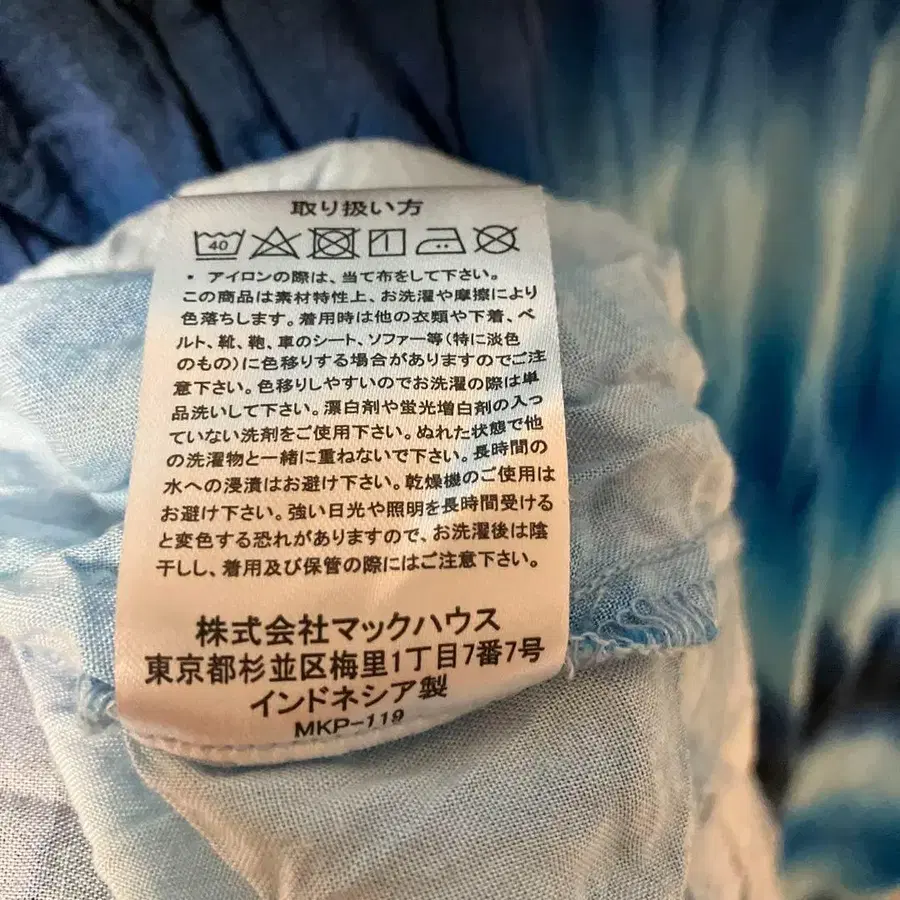 取り扱い方
40
・アイロンの際は、当て布をして下さい。
この商品は素材特性上、お洗濯や摩擦により
色落ちします。着用時は他の衣類や下着、ベ
ルト、靴、鞄、車のシート、ソファー等(特に淡色
のもの)に色移りする場合がありますのでご注
意下さい。色移りしやすいのでお洗濯の際は単
品洗いして下さい。漂白剤や蛍光増白剤の入っ
ていない洗剤をご使用下さい。ぬれた状態で他
の洗濯物と一緒に重ねないで下さい。長時間の
水への浸漬はお避け下さい。乾燥機のご使用は
お避け下さい。強い日光や照明を長時間受ける
と変色する恐れがありますので、お洗濯後は陰
干しし、着用及び保管の際にはご注意下さい。
株式会社マックハウス
東京都杉並区梅里1丁目7番7号
インドネシア製
MKP-119